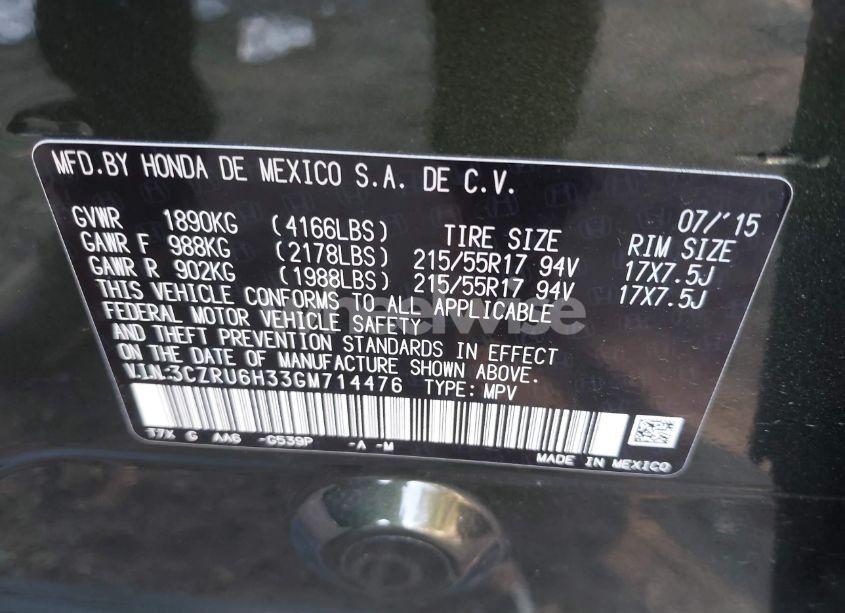 MFD.BY HONDA DE MEXICO S.A. DE C.V.
07/'15
GVWR 1890KG (4166LBS) TIRE SIZE RIM SIZE
GAWR F 988KG (2178LBS) 215/55R17 94V 17X7.5J
GAWR R 902KG (1988LBS) 215/55R17 94V 17X7.5J
THIS VEHICLE CONFORMS TO ALL APPLICABLE
FEDERAL MOTOR VEHICLE SAFETY
AND THEFT PREVENTION STANDARDS IN EFFECT
ON THE DATE OF MANUFACTURE SHOWN ABOVE.
V.I.N:3CZRU6H33GM714476 TYPE: MPV
T7X G AA6 -G539P -A -M
MADE IN MEXICO